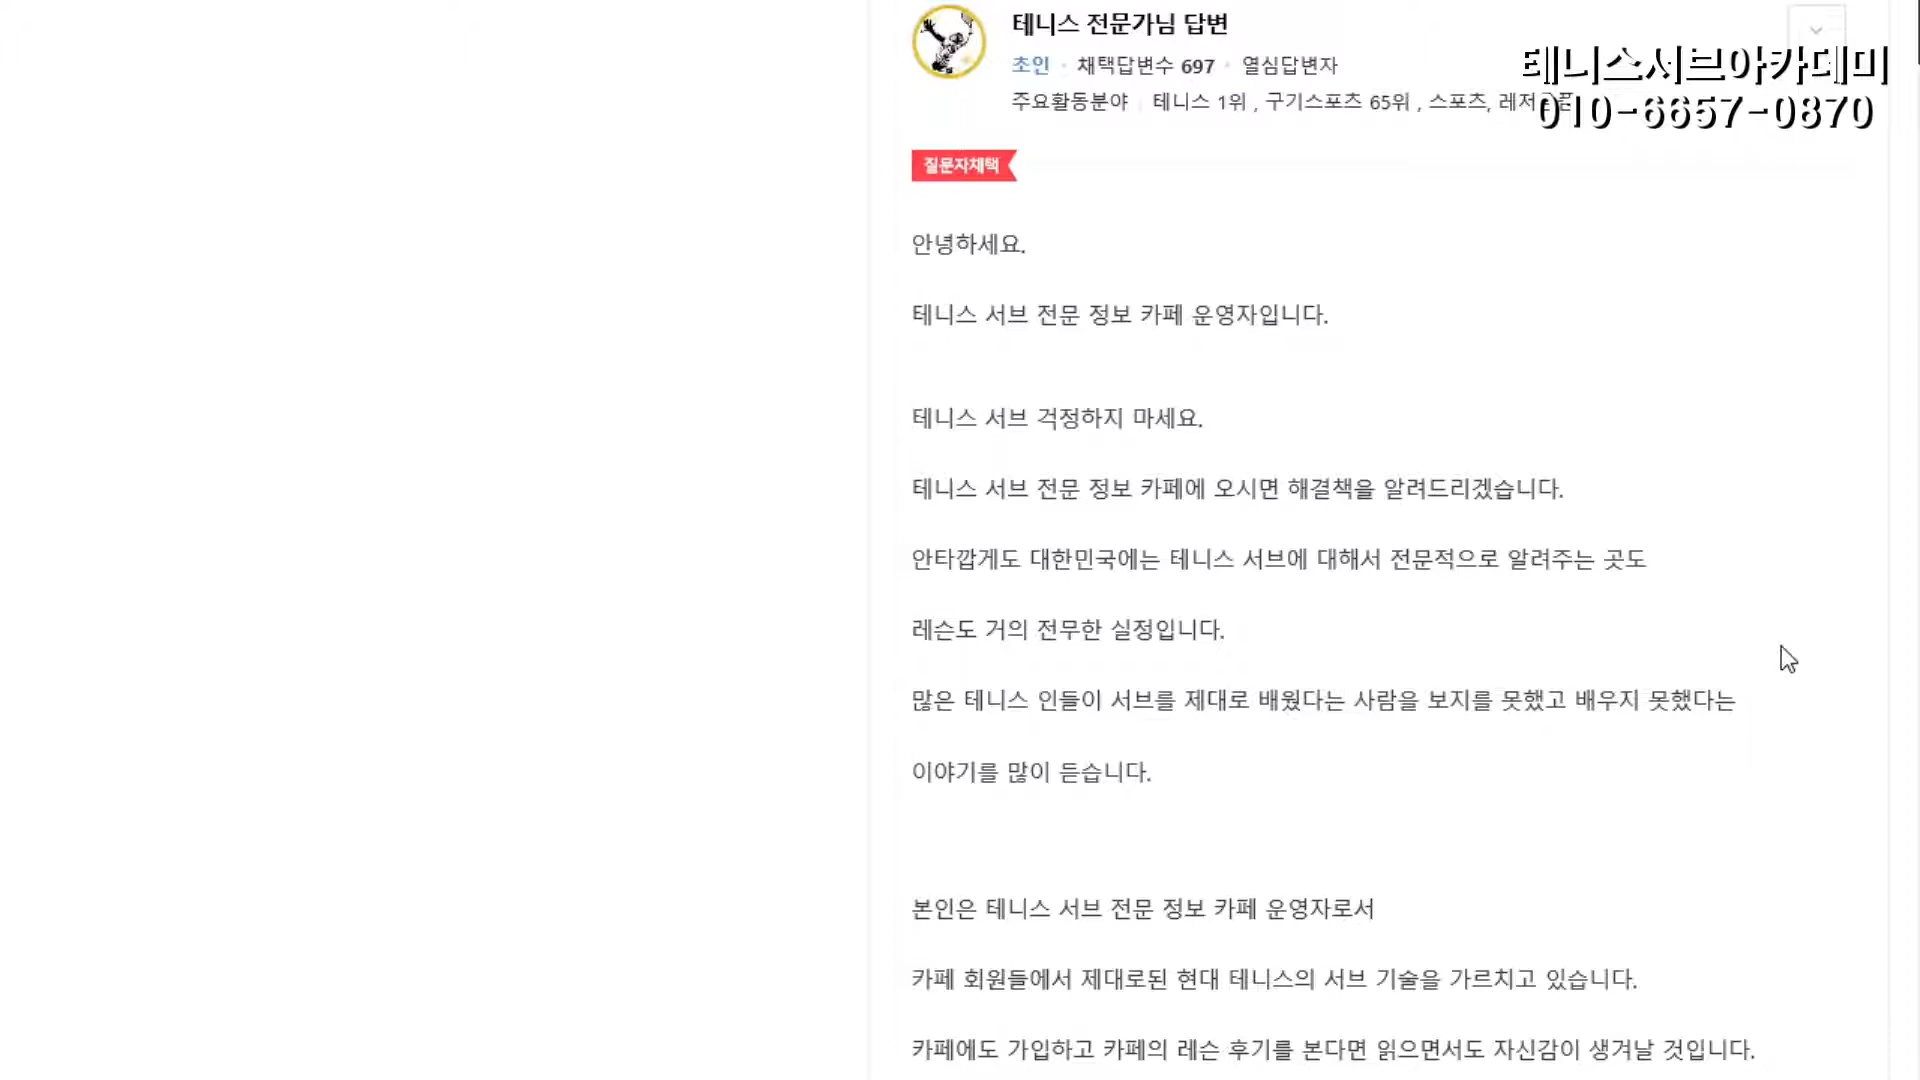 테니스 전문가님 답변
초인 · 채택답변수 697 · 열심답변자
주요활동분야 테니스 1위 , 구기스포츠 65위 , 스포츠, 레저
테니스서브아카데미
010-6657-0870
질문자채택
안녕하세요.
테니스 서브 전문 정보 카페 운영자입니다.
테니스 서브 걱정하지 마세요.
테니스 서브 전문 정보 카페에 오시면 해결책을 알려드리겠습니다.
안타깝게도 대한민국에는 테니스 서브에 대해서 전문적으로 알려주는 곳도
레슨도 거의 전무한 실정입니다.
많은 테니스 인들이 서브를 제대로 배웠다는 사람을 보지를 못했고 배우지 못했다는
이야기를 많이 듣습니다.
본인은 테니스 서브 전문 정보 카페 운영자로서
카페 회원들에서 제대로된 현대 테니스의 서브 기술을 가르치고 있습니다.
카페에도 가입하고 카페의 레슨 후기를 본다면 읽으면서도 자신감이 생겨날 것입니다.